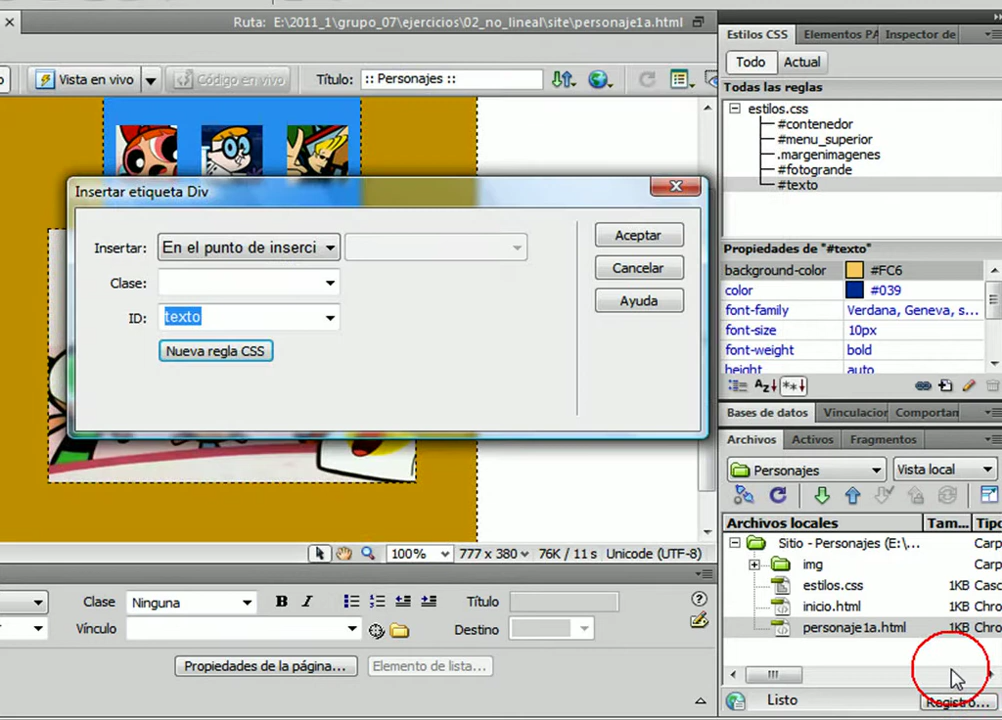 Ruta: E:\2011_1\grupo_07\ejercicios\02_no_lineal\site\personaje1a.html
Vista en vivo
Código en vivo
Título:
:: Personajes ::
Insertar etiqueta Div
Insertar:
En el punto de inserci
Clase:
ID:
texto
Nueva regla CSS
Aceptar
Cancelar
Ayuda
100%
777 x 380
76K / 11 s
Unicode (UTF-8)
Clase
Ninguna
B
I
Título
Vínculo
Destino
Propiedades de la página...
Elemento de lista...
Estilos CSS
Elementos PA
Inspector de
Todo
Actual
Todas las reglas
estilos.css
#contenedor
#menu_superior
.margenimagenes
#fotogrande
#texto
Propiedades de "#texto"
background-color #FC6
color #039
font-family Verdana, Geneva, s...
font-size 10px
font-weight bold
height auto
Bases de datos
Vinculacior
Comportan
Archivos
Activos
Fragmentos
Personajes
Vista local
Archivos locales Tam... Tipo
Sitio - Personajes (E:\... Carp
img Carp
estilos.css 1KB Casc
inicio.html 1KB Chro
personaje1a.html 1KB Chro
Listo
Registro...